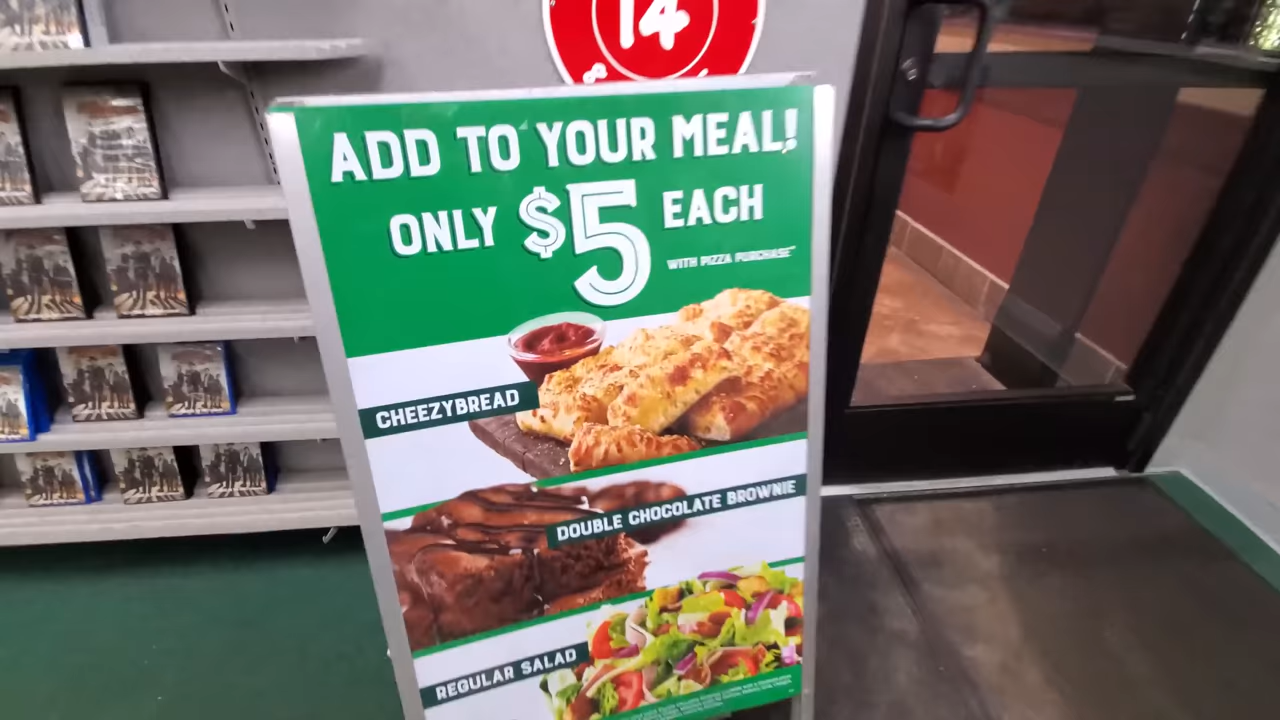 14
ADD TO YOUR MEAL!
ONLY $5 EACH
WITH PIZZA PURCHASE
CHEEZYBREAD
DOUBLE CHOCOLATE BROWNIE
REGULAR SALAD